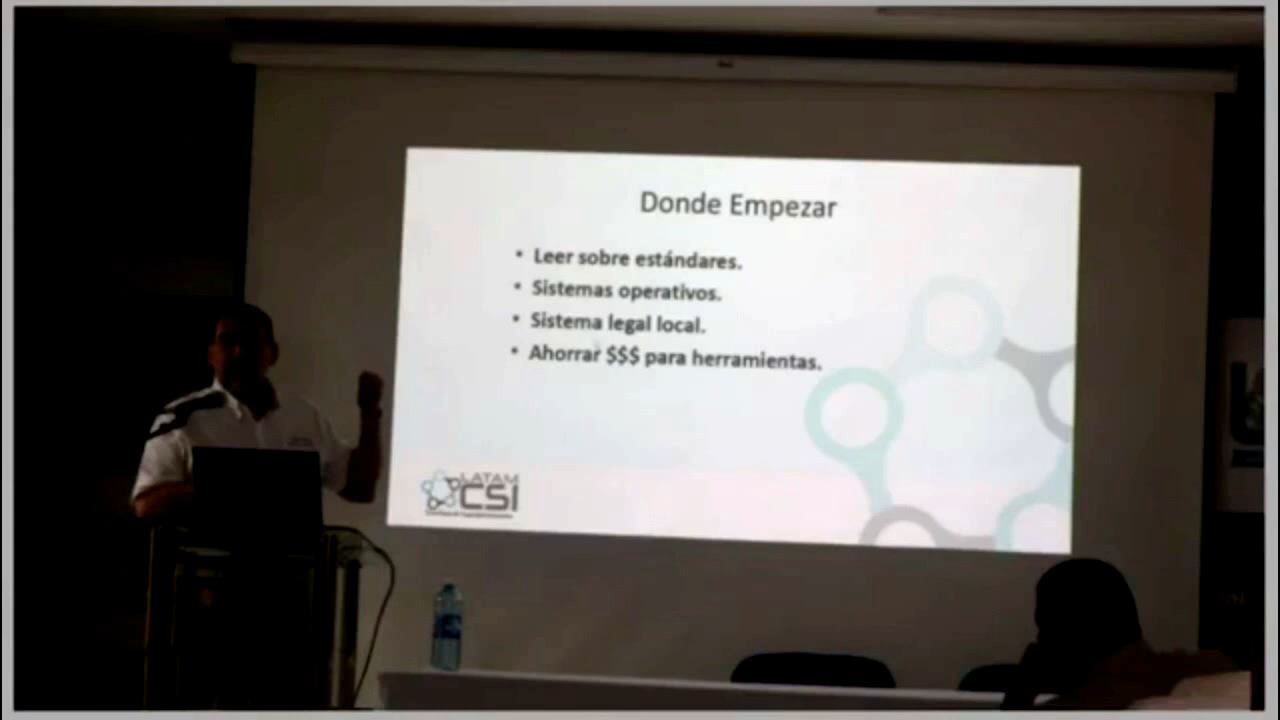 Donde Empezar
• Leer sobre estándares.
• Sistemas operativos.
• Sistema legal local.
• Ahorrar $$$ para herramientas.
LATAM
CSI